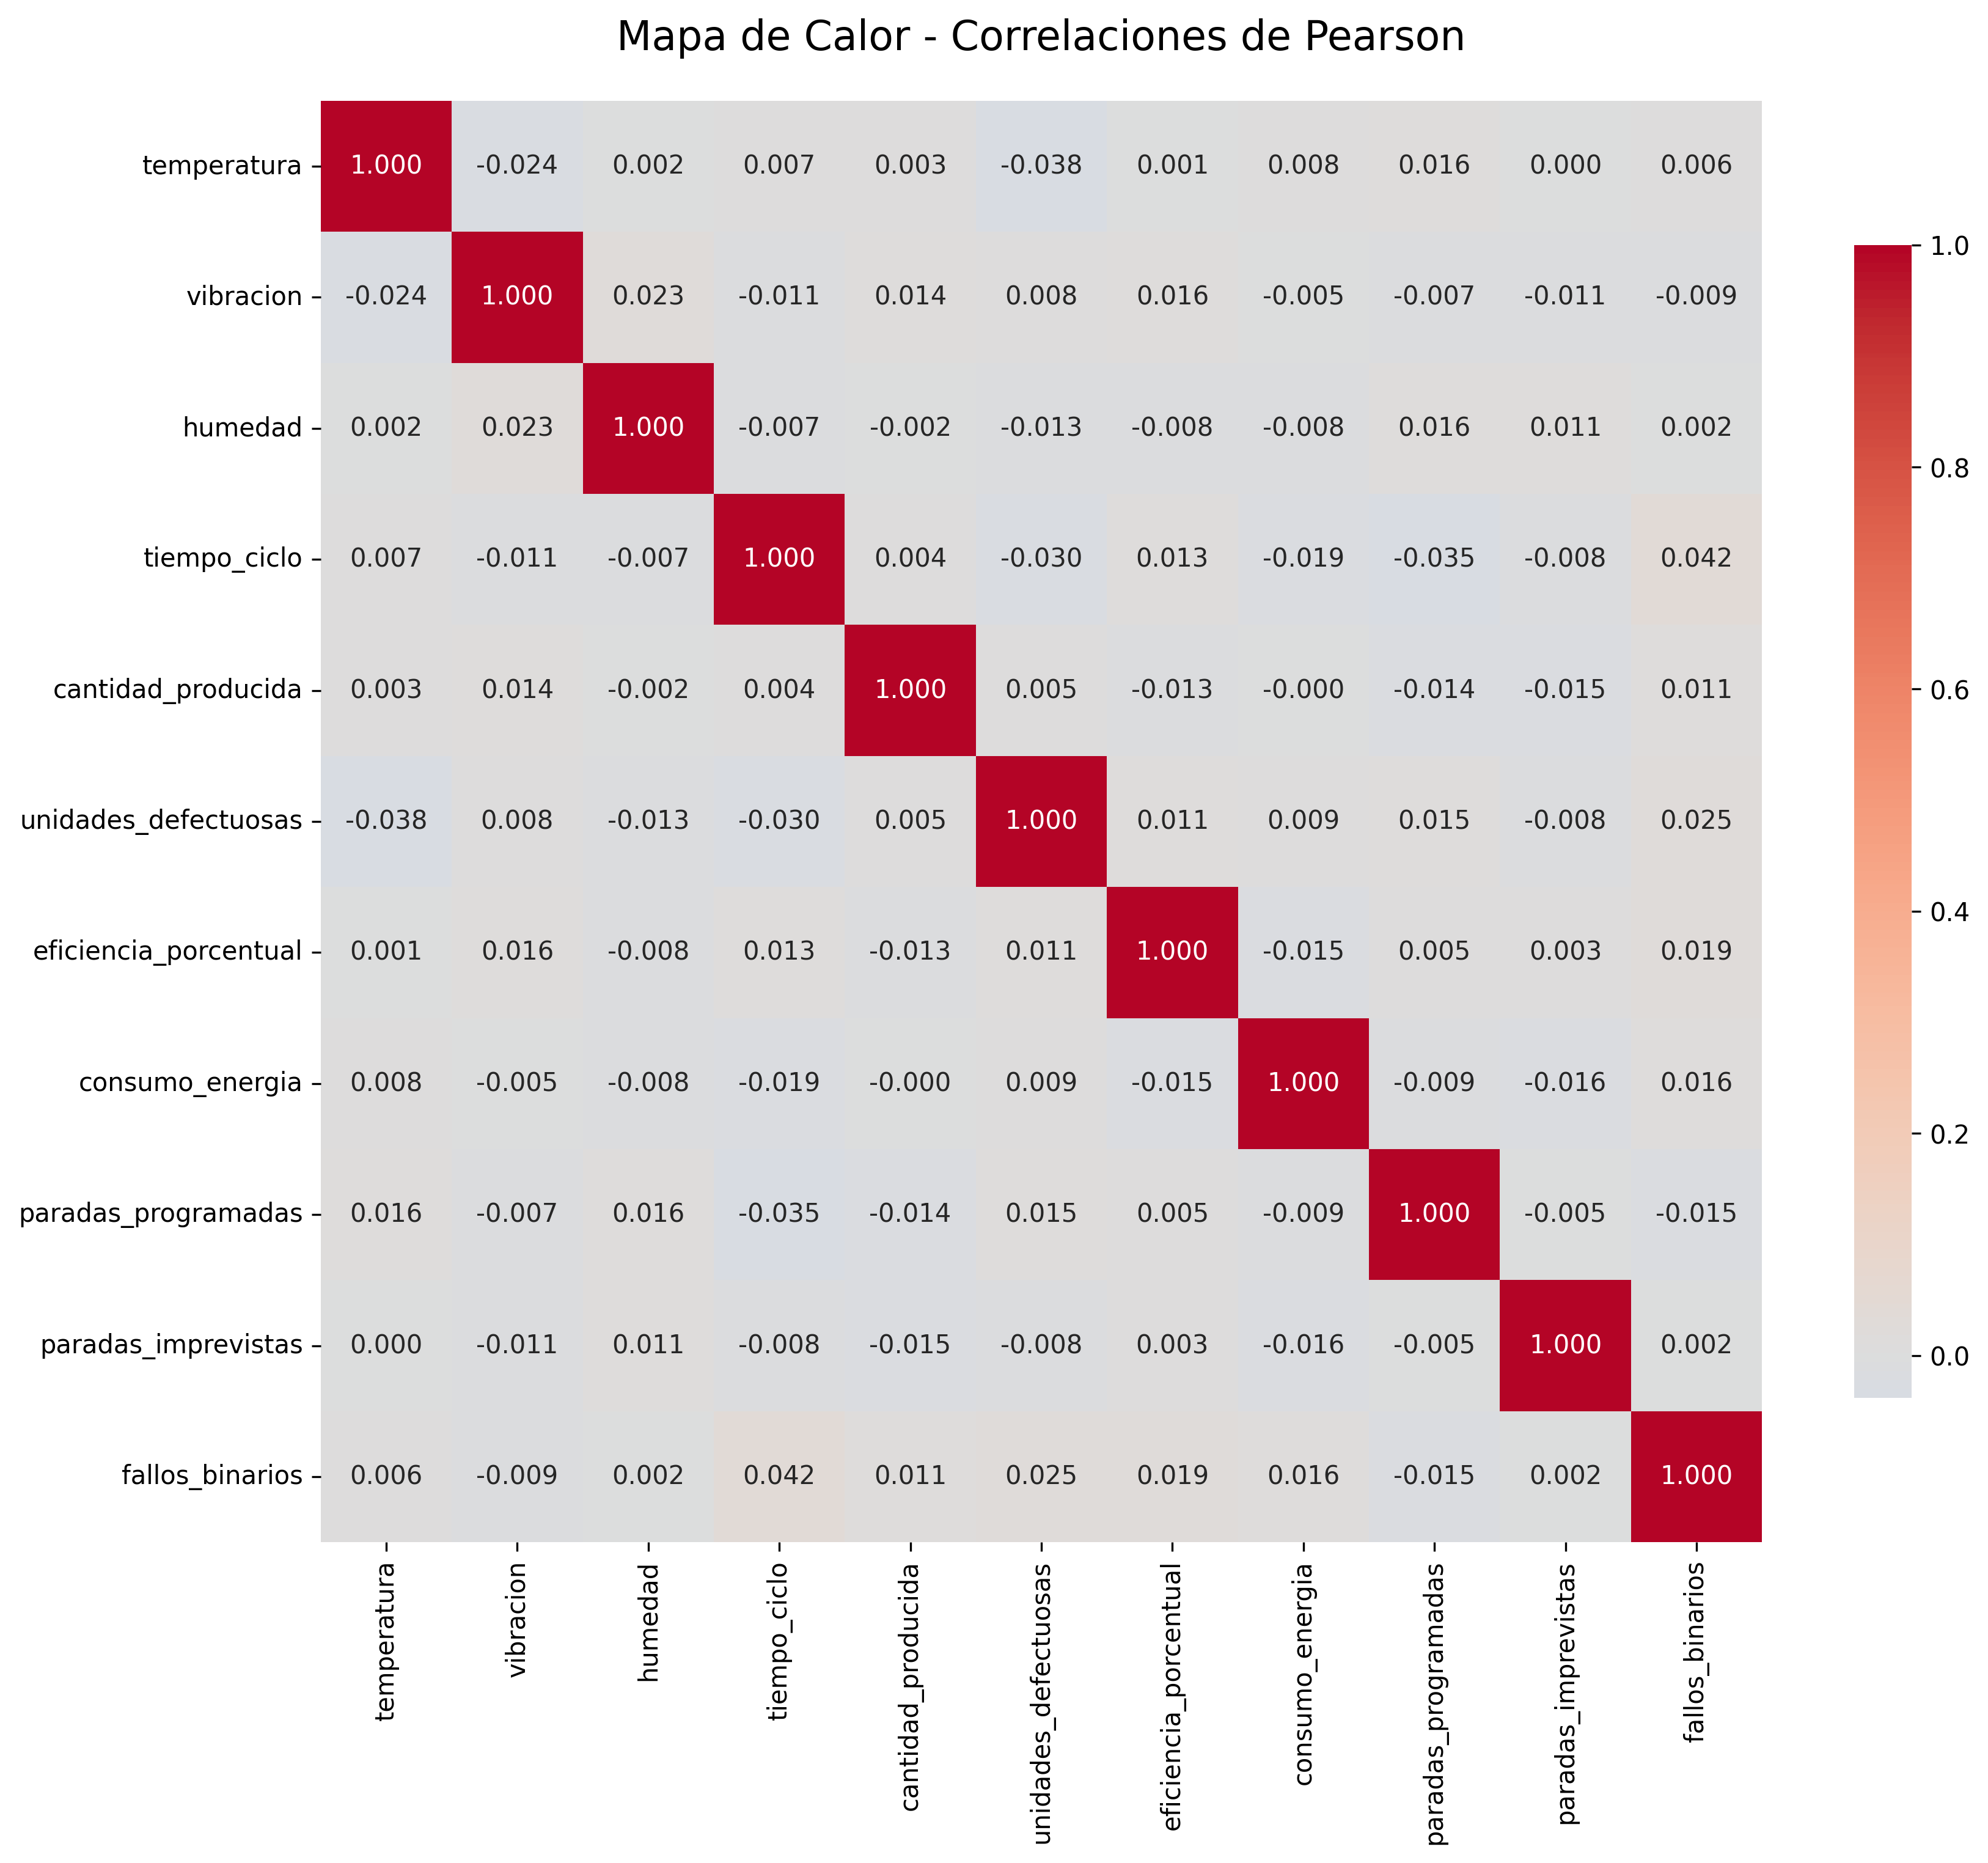 Mapa de Calor - Correlaciones de Pearson
temperatura 1.000 -0.024 0.002 0.007 0.003 -0.038 0.001 0.008 0.016 0.000 0.006
vibracion -0.024 1.000 0.023 -0.011 0.014 0.008 0.016 -0.005 -0.007 -0.011 -0.009
humedad 0.002 0.023 1.000 -0.007 -0.002 -0.013 -0.008 -0.008 0.016 0.011 0.002
tiempo_ciclo 0.007 -0.011 -0.007 1.000 0.004 -0.030 0.013 -0.019 -0.035 -0.008 0.042
cantidad_producida 0.003 0.014 -0.002 0.004 1.000 0.005 -0.013 -0.000 -0.014 -0.015 0.011
unidades_defectuosas -0.038 0.008 -0.013 -0.030 0.005 1.000 0.011 0.009 0.015 -0.008 0.025
eficiencia_porcentual 0.001 0.016 -0.008 0.013 -0.013 0.011 1.000 -0.015 0.005 0.003 0.019
consumo_energia 0.008 -0.005 -0.008 -0.019 -0.000 0.009 -0.015 1.000 -0.009 -0.016 0.016
paradas_programadas 0.016 -0.007 0.016 -0.035 -0.014 0.015 0.005 -0.009 1.000 -0.005 -0.015
paradas_imprevistas 0.000 -0.011 0.011 -0.008 -0.015 -0.008 0.003 -0.016 -0.005 1.000 0.002
fallos_binarios 0.006 -0.009 0.002 0.042 0.011 0.025 0.019 0.016 -0.015 0.002 1.000
temperatura
vibracion
humedad
tiempo_ciclo
cantidad_producida
unidades_defectuosas
eficiencia_porcentual
consumo_energia
paradas_programadas
paradas_imprevistas
fallos_binarios
1.0
0.8
0.6
0.4
0.2
0.0